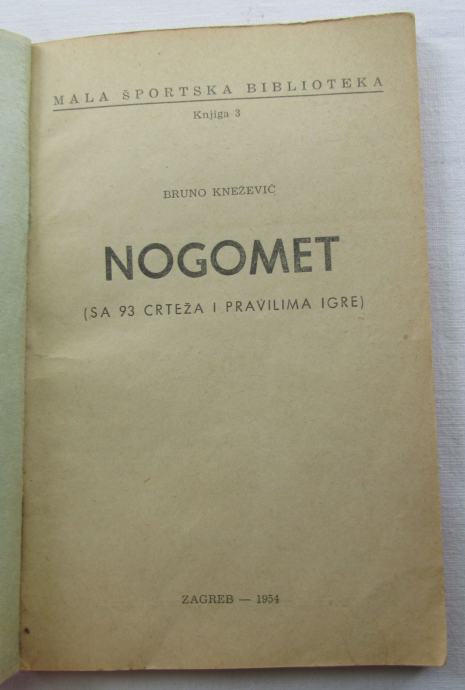 MALA ŠPORTSKA BIBLIOTEKA
Knjiga 3
BRUNO KNEŽEVIĆ
NOGOMET
(SA 93 CRTEŽA I PRAVILIMA IGRE)
ZAGREB — 1954